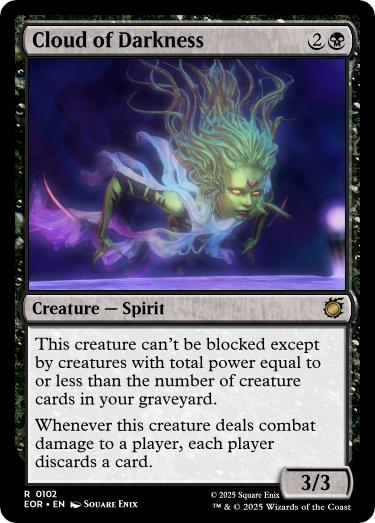 Cloud of Darkness 2
Creature — Spirit
This creature can't be blocked except
by creatures with total power equal to
or less than the number of creature
cards in your graveyard.
Whenever this creature deals combat
damage to a player, each player
discards a card.
3/3
R 0102
EOR • EN Square Enix
© 2025 Square Enix
™ & © 2025 Wizards of the Coast